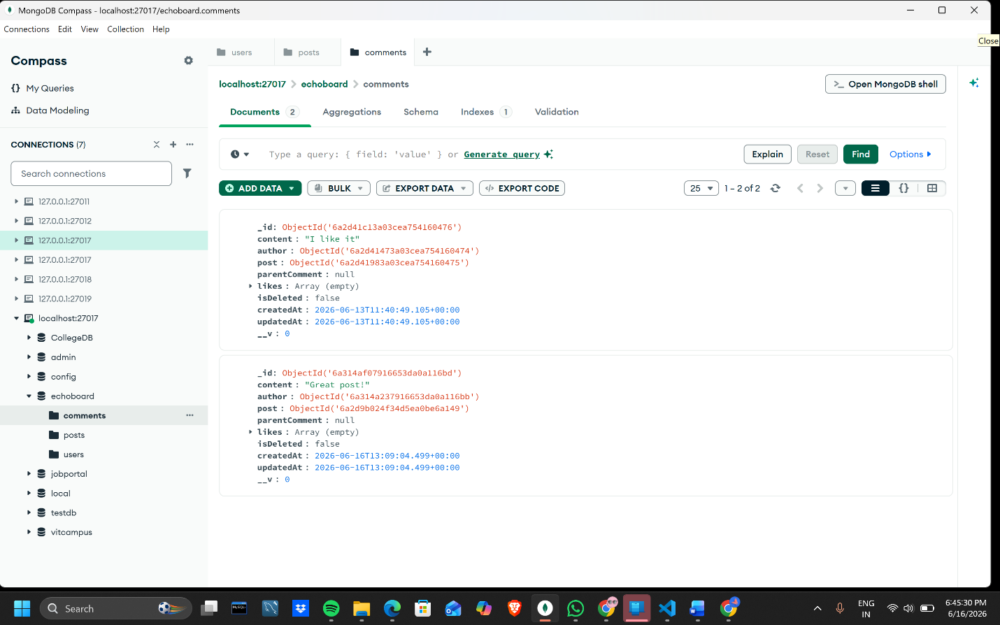 MongoDB Compass - localhost:27017/echoboard.comments
Connections Edit View Collection Help
Close
Compass
My Queries
Data Modeling
CONNECTIONS (7)
Search connections
127.0.0.1:27011
127.0.0.1:27012
127.0.0.1:27017
127.0.0.1:27017
127.0.0.1:27018
127.0.0.1:27019
localhost:27017
CollegeDB
admin
config
echoboard
comments
posts
users
jobportal
local
testdb
vitcampus
users posts comments
localhost:27017 > echoboard > comments
>_ Open MongoDB shell
Documents 2 Aggregations Schema Indexes 1 Validation
Type a query: { field: 'value' } or Generate query
Explain Reset Find Options
ADD DATA BULK EXPORT DATA </> EXPORT CODE
25 1 – 2 of 2 {}
_id: ObjectId('6a2d41c13a03cea754160476')
content : "I like it"
author : ObjectId('6a2d41473a03cea754160474')
post : ObjectId('6a2d41983a03cea754160475')
parentComment : null
likes : Array (empty)
isDeleted : false
createdAt : 2026-06-13T11:40:49.105+00:00
updatedAt : 2026-06-13T11:40:49.105+00:00
__v : 0
_id: ObjectId('6a314af07916653da0a116bd')
content : "Great post!"
author : ObjectId('6a314a237916653da0a116bb')
post : ObjectId('6a2d9b024f34d5ea0be6a149')
parentComment : null
likes : Array (empty)
isDeleted : false
createdAt : 2026-06-16T13:09:04.499+00:00
updatedAt : 2026-06-16T13:09:04.499+00:00
__v : 0
Search
MySQL
ENG
IN
6:45:30 PM
6/16/2026